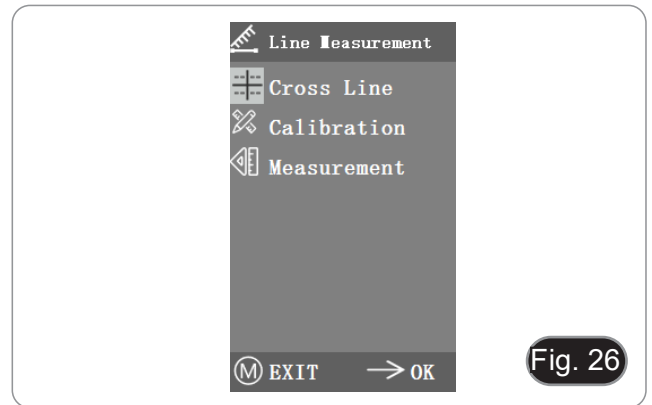 Line Measurement
Cross Line
Calibration
Measurement
M EXIT → OK
Fig. 26